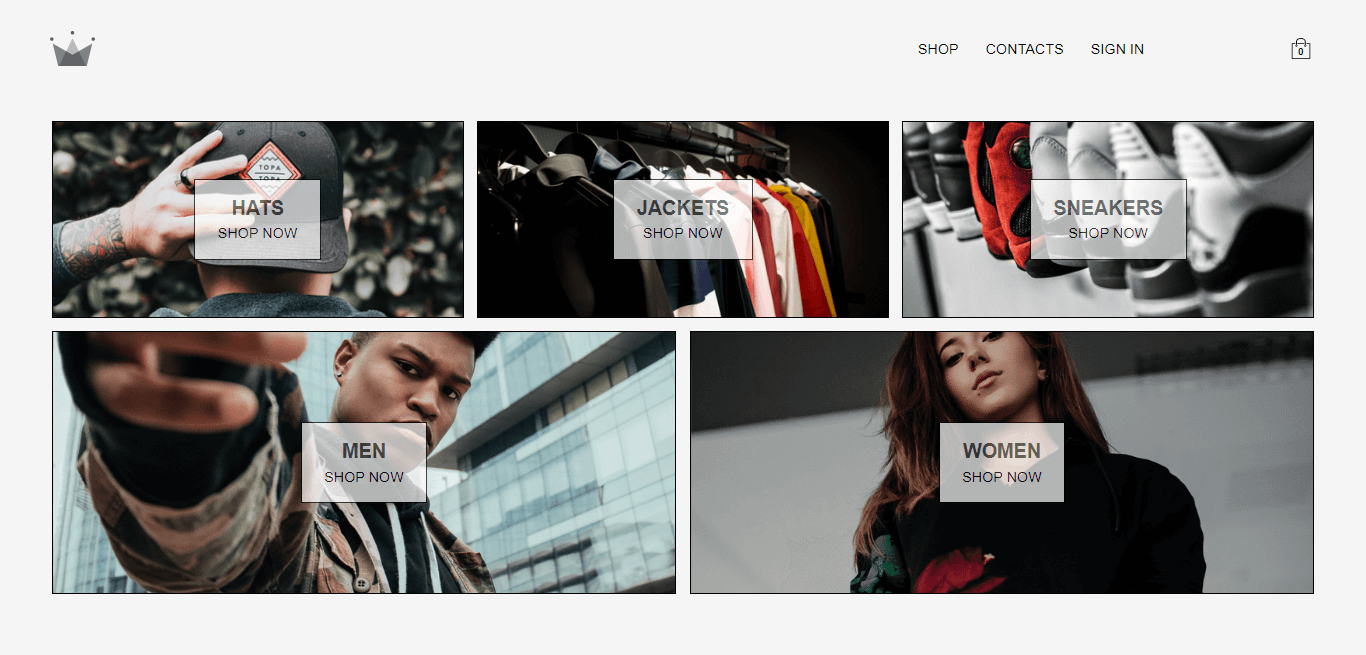 SHOP
CONTACTS
SIGN IN
0
TOPA
TOPA
HATS
SHOP NOW
JACKETS
SHOP NOW
SNEAKERS
SHOP NOW
MEN
SHOP NOW
WOMEN
SHOP NOW